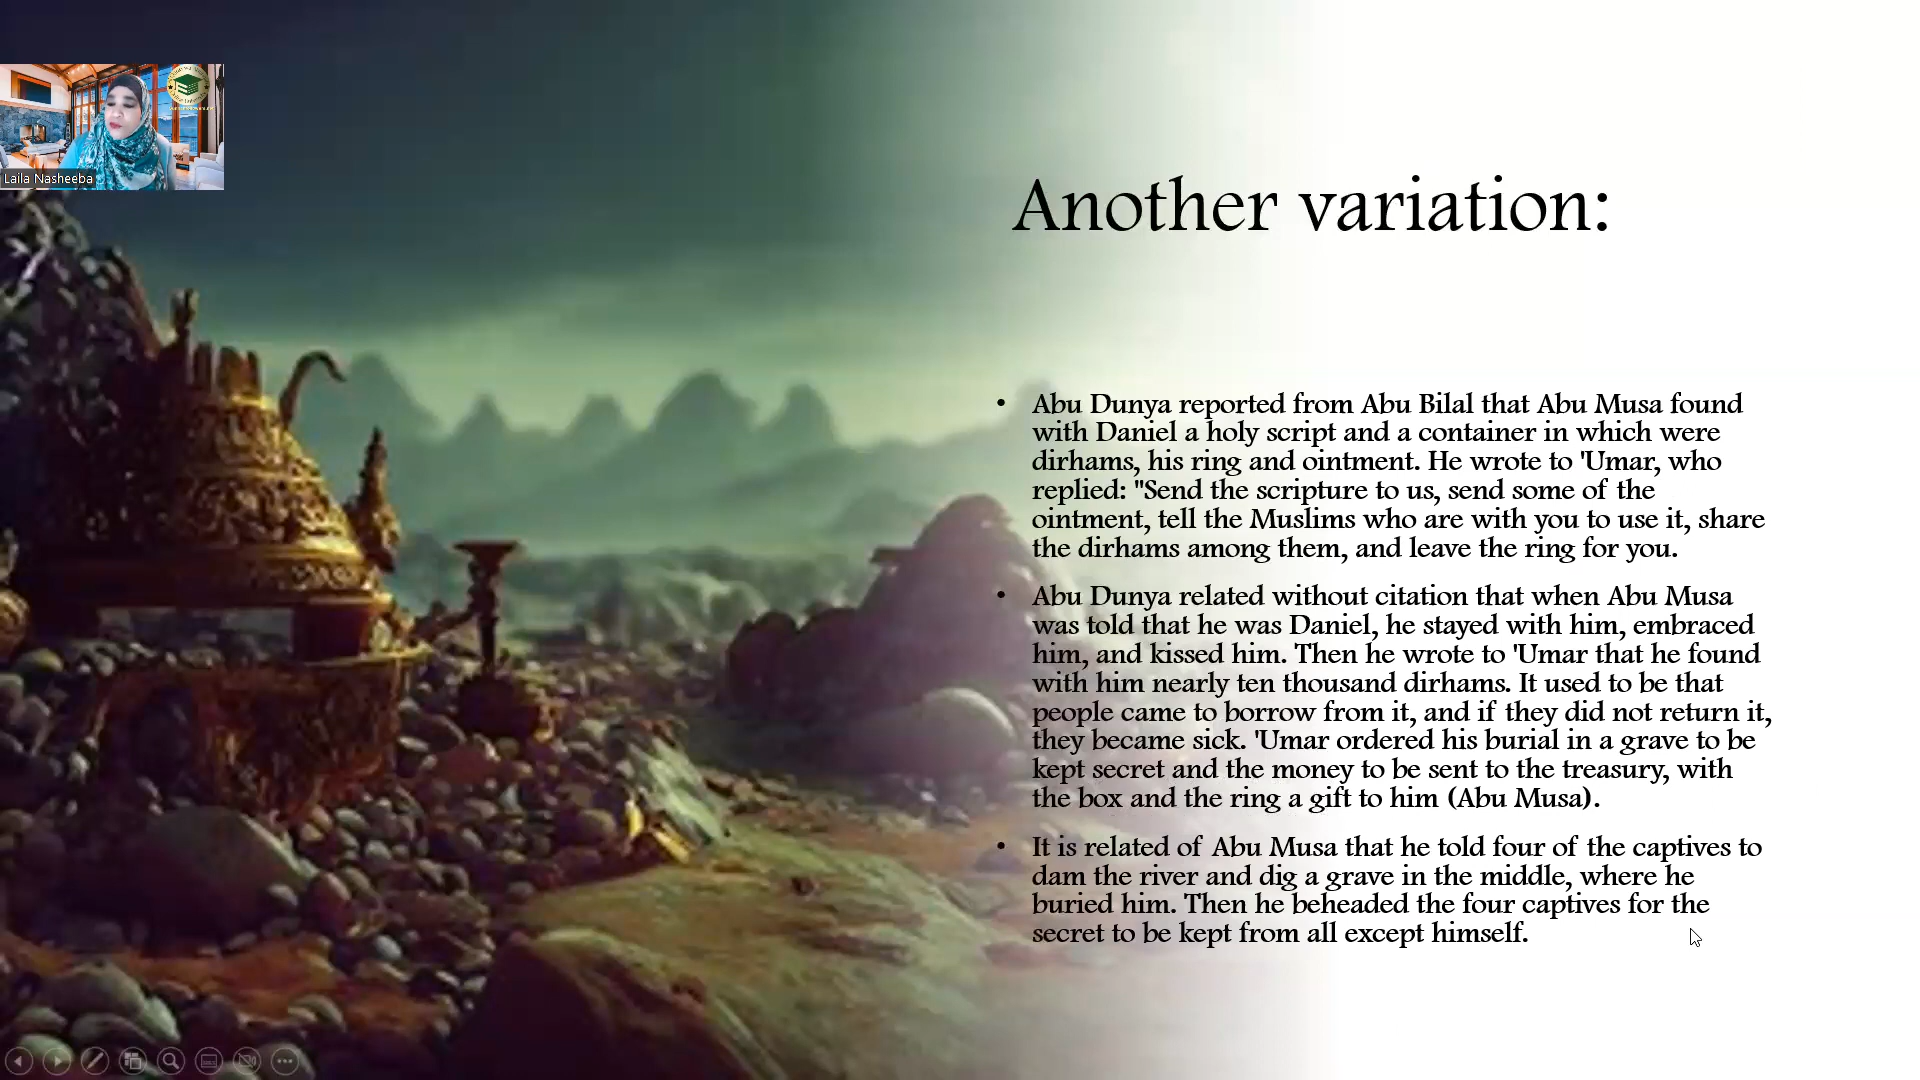 Laila Nasheeba
Another variation:
• Abu Dunya reported from Abu Bilal that Abu Musa found
with Daniel a holy script and a container in which were
dirhams, his ring and ointment. He wrote to 'Umar, who
replied: "Send the scripture to us, send some of the
ointment, tell the Muslims who are with you to use it, share
the dirhams among them, and leave the ring for you.
• Abu Dunya related without citation that when Abu Musa
was told that he was Daniel, he stayed with him, embraced
him, and kissed him. Then he wrote to 'Umar that he found
with him nearly ten thousand dirhams. It used to be that
people came to borrow from it, and if they did not return it,
they became sick. 'Umar ordered his burial in a grave to be
kept secret and the money to be sent to the treasury, with
the box and the ring a gift to him (Abu Musa).
• It is related of Abu Musa that he told four of the captives to
dam the river and dig a grave in the middle, where he
buried him. Then he beheaded the four captives for the
secret to be kept from all except himself.